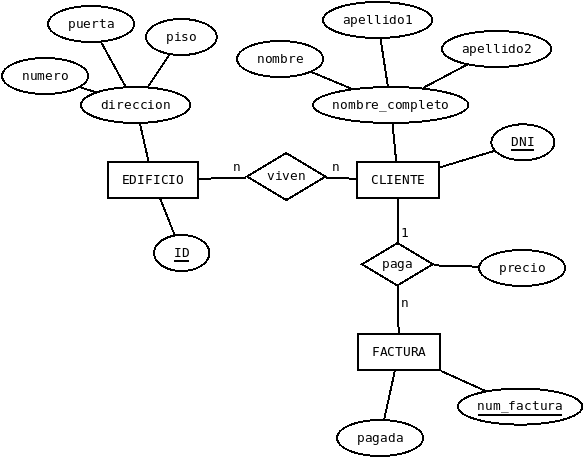 apellido1
puerta
piso
apellido2
nombre
numero
direccion
nombre_completo
DNI
n
n
EDIFICIO
viven
CLIENTE
1
ID
paga
precio
n
FACTURA
num_factura
pagada